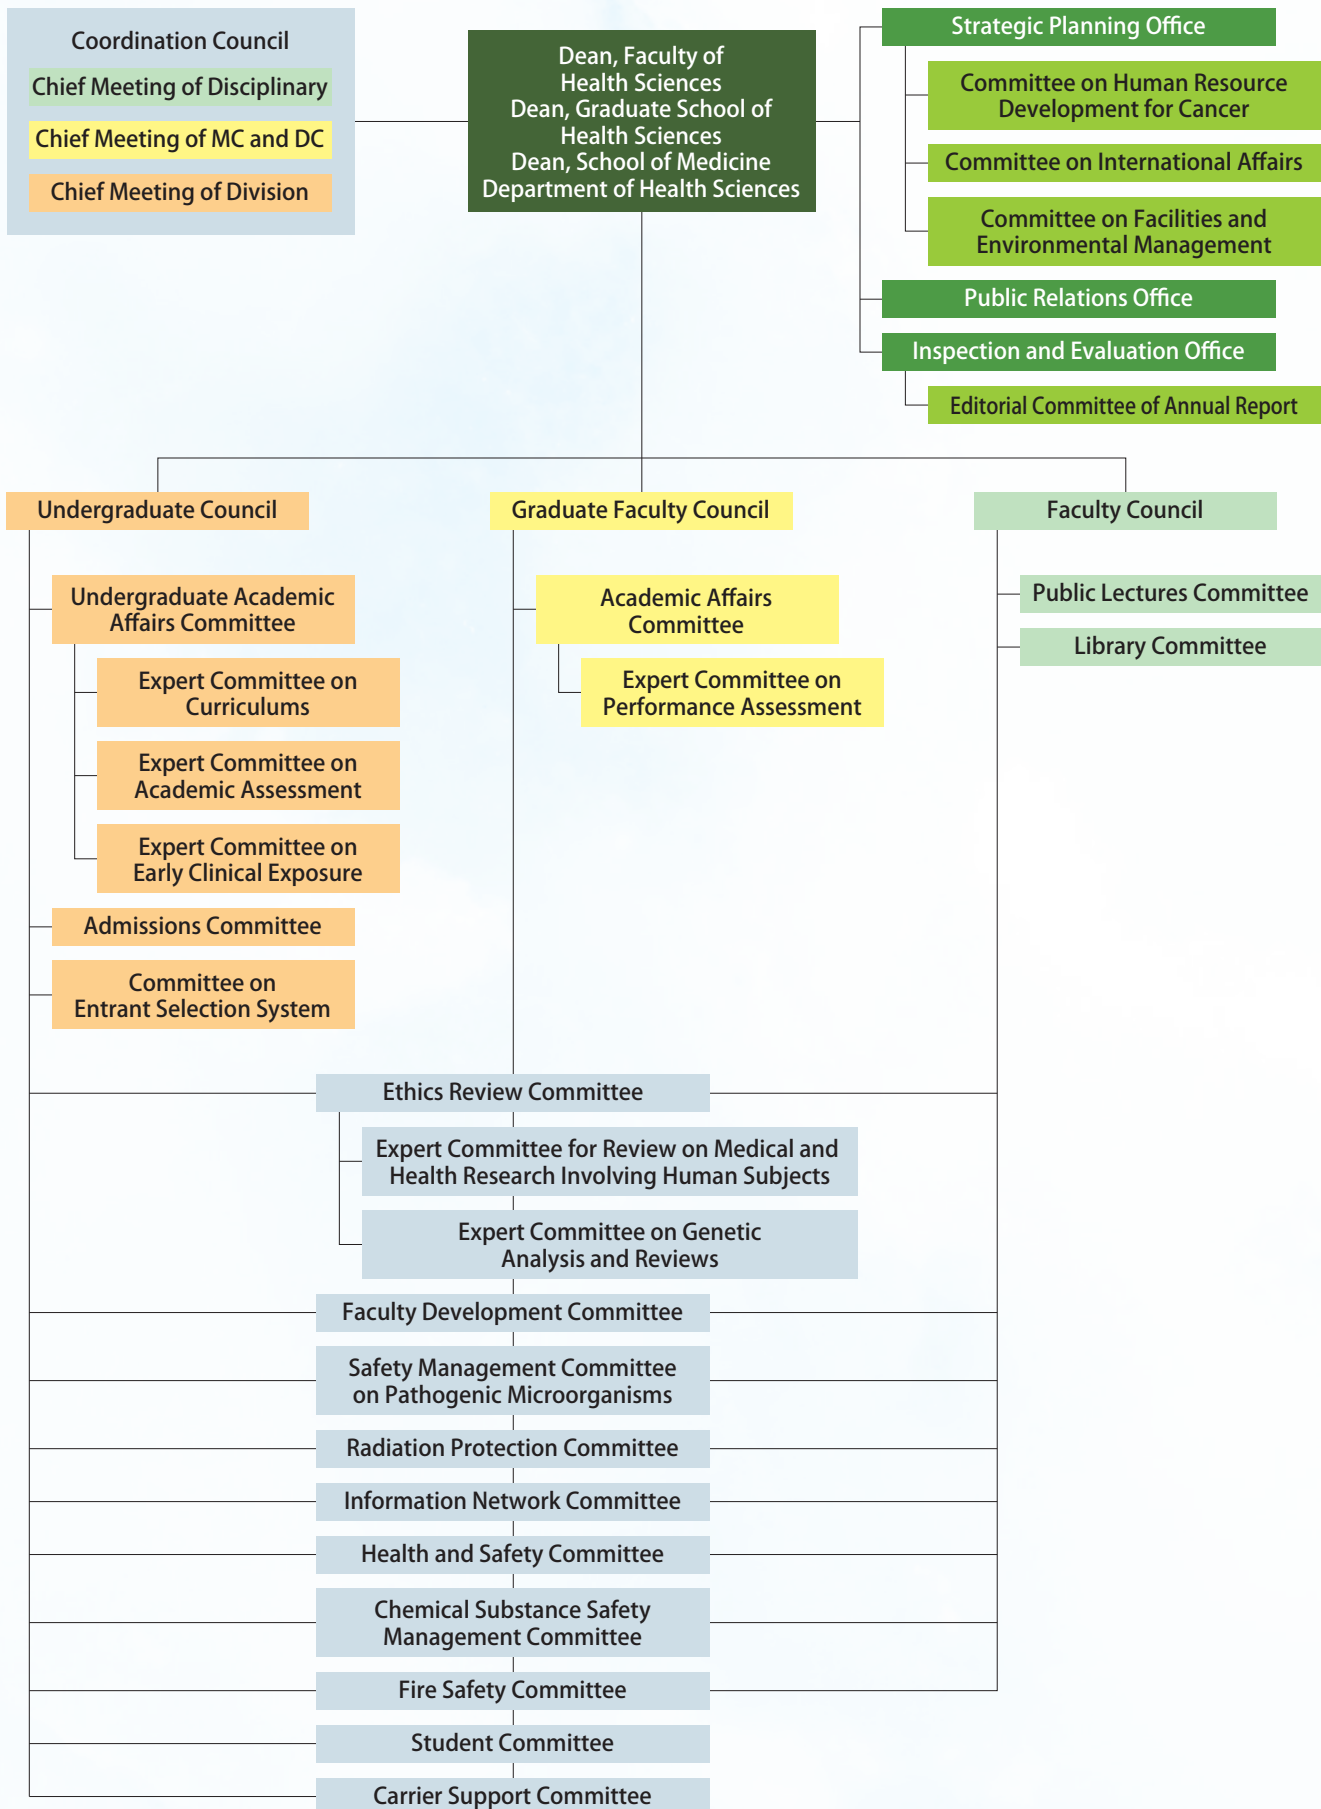 Coordination Council
Chief Meeting of Disciplinary
Chief Meeting of MC and DC
Chief Meeting of Division
Dean, Faculty of
Health Sciences
Dean, Graduate School of
Health Sciences
Dean, School of Medicine
Department of Health Sciences
Strategic Planning Office
Committee on Human Resource
Development for Cancer
Committee on International Affairs
Committee on Facilities and
Environmental Management
Public Relations Office
Inspection and Evaluation Office
Editorial Committee of Annual Report
Undergraduate Council
Undergraduate Academic
Affairs Committee
Expert Committee on
Curriculums
Expert Committee on
Academic Assessment
Expert Committee on
Early Clinical Exposure
Admissions Committee
Committee on
Entrant Selection System
Graduate Faculty Council
Academic Affairs
Committee
Expert Committee on
Performance Assessment
Faculty Council
Public Lectures Committee
Library Committee
Ethics Review Committee
Expert Committee for Review on Medical and
Health Research Involving Human Subjects
Expert Committee on Genetic
Analysis and Reviews
Faculty Development Committee
Safety Management Committee
on Pathogenic Microorganisms
Radiation Protection Committee
Information Network Committee
Health and Safety Committee
Chemical Substance Safety
Management Committee
Fire Safety Committee
Student Committee
Carrier Support Committee